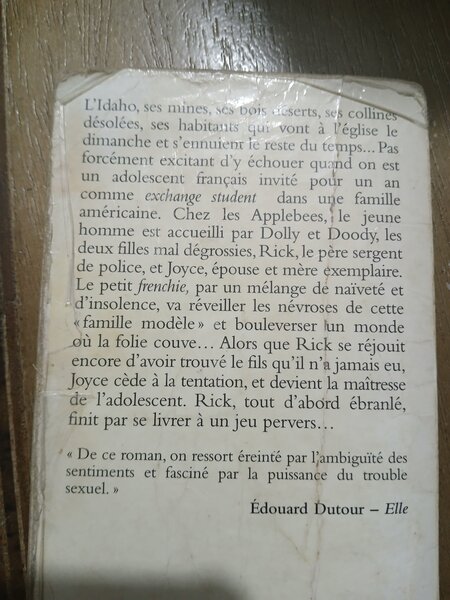 L'Idaho, ses mines, ses bois déserts, ses collines
désolées, ses habitants qui vont à l'église le
dimanche et s'ennuient le reste du temps... Pas
forcément excitant d'y échouer quand on est
un adolescent français invité pour un an
comme exchange student dans une famille
américaine. Chez les Applebees, le jeune
homme est accueilli par Dolly et Doody, les
deux filles mal dégrossies, Rick, le père sergent
de police, et Joyce, épouse et mère exemplaire.
Le petit frenchie, par un mélange de naïveté et
d'insolence, va réveiller les névroses de cette
« famille modèle » et bouleverser un monde
où la folie couve... Alors que Rick se réjouit
encore d'avoir trouvé le fils qu'il n'a jamais eu,
Joyce cède à la tentation, et devient la maîtresse
de l'adolescent. Rick, tout d'abord ébranlé,
finit par se livrer à un jeu pervers...
« De ce roman, on ressort éreinté par l'ambiguïté des
sentiments et fasciné par la puissance du trouble
sexuel. »
Édouard Dutour – Elle